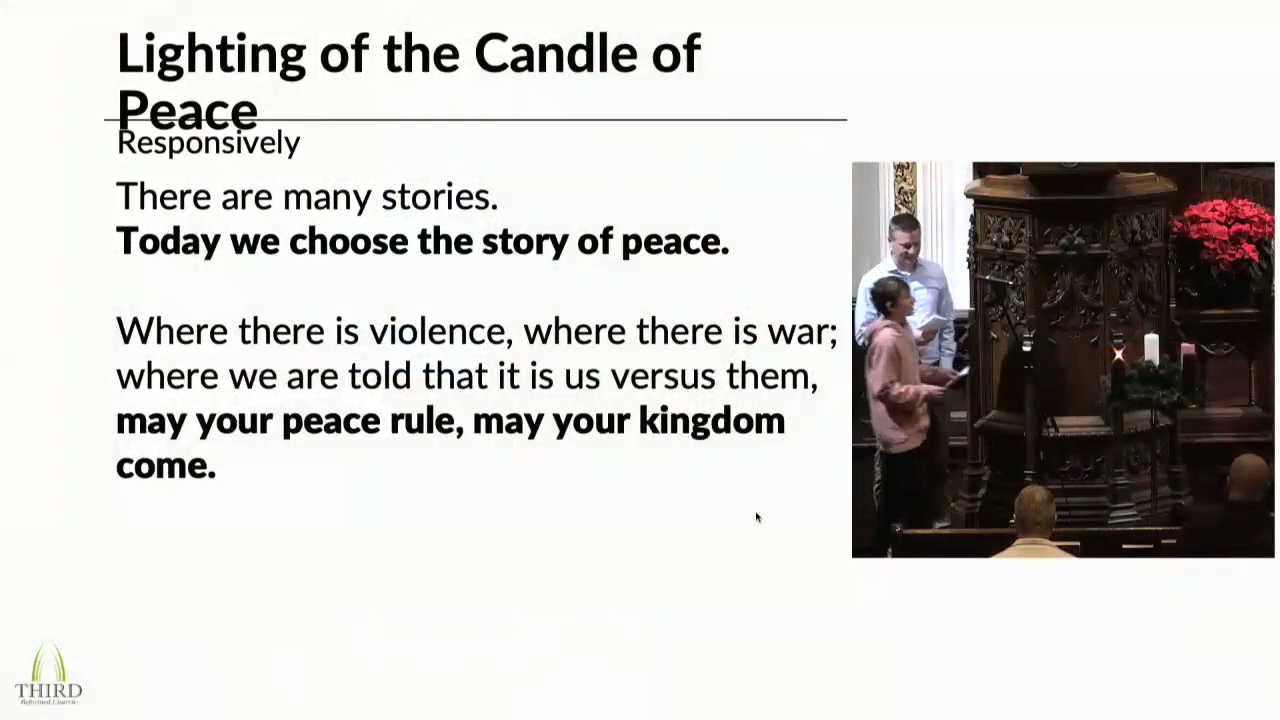 Lighting of the Candle of
Peace
Responsively
There are many stories.
Today we choose the story of peace.
Where there is violence, where there is war;
where we are told that it is us versus them,
may your peace rule, may your kingdom
come.
THIRD
Reformed Church